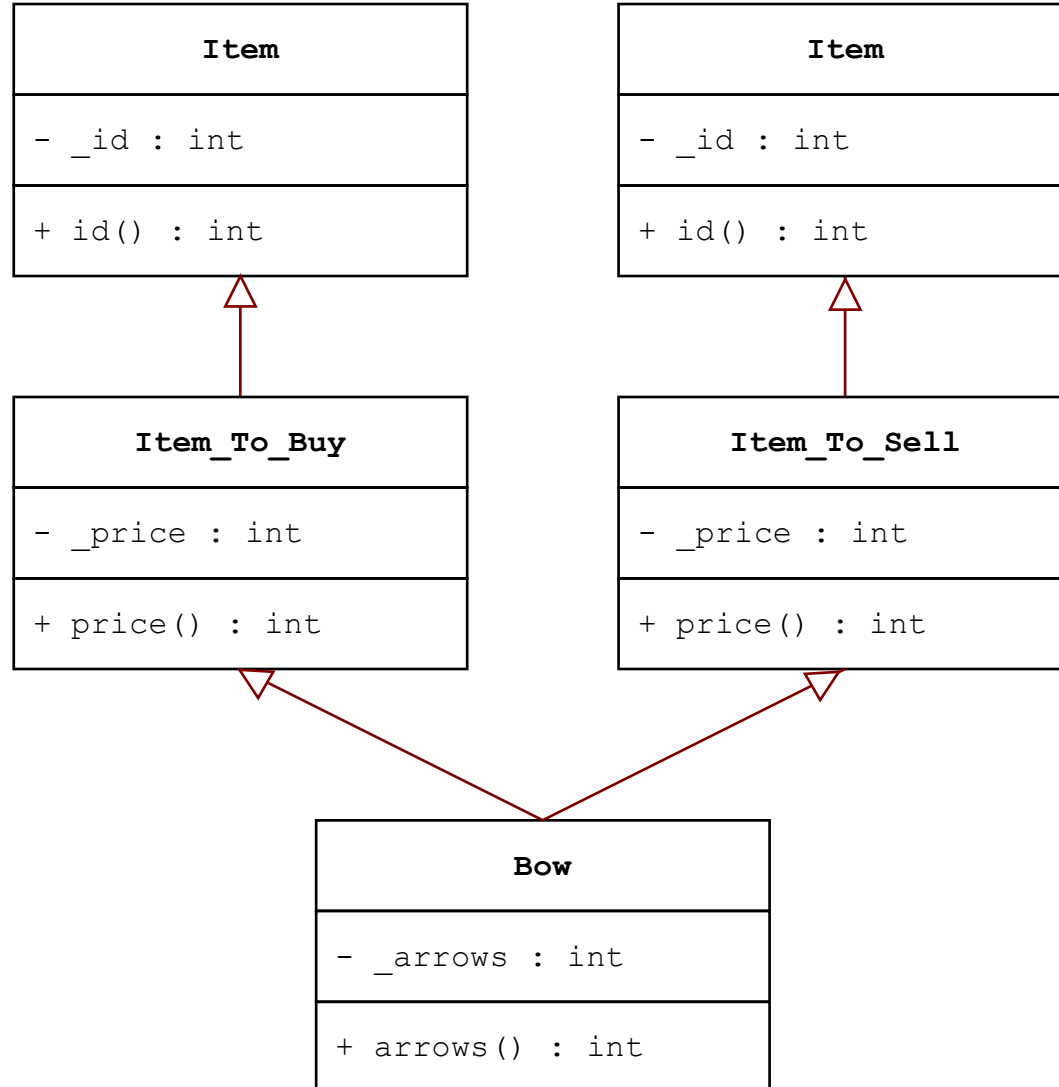 Item
- _id : int
+ id() : int
Item
- _id : int
+ id() : int
Item_To_Buy
- _price : int
+ price() : int
Item_To_Sell
- _price : int
+ price() : int
Bow
- _arrows : int
+ arrows() : int